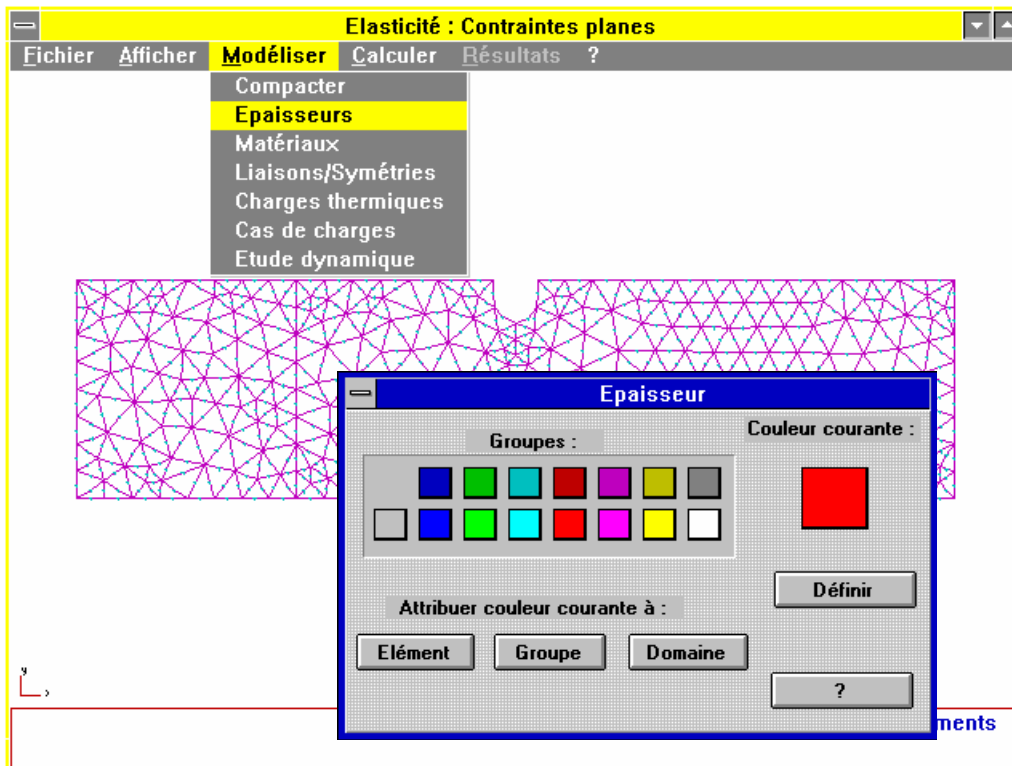 Elasticité : Contraintes planes
Fichier Afficher Modéliser Calculer Résultats ?
Compacter
Epaisseurs
Matériaux
Liaisons/Symétries
Charges thermiques
Cas de charges
Etude dynamique
Epaisseur
Groupes :
Couleur courante :
Définir
Attribuer couleur courante à :
Elément Groupe Domaine
?
y
x